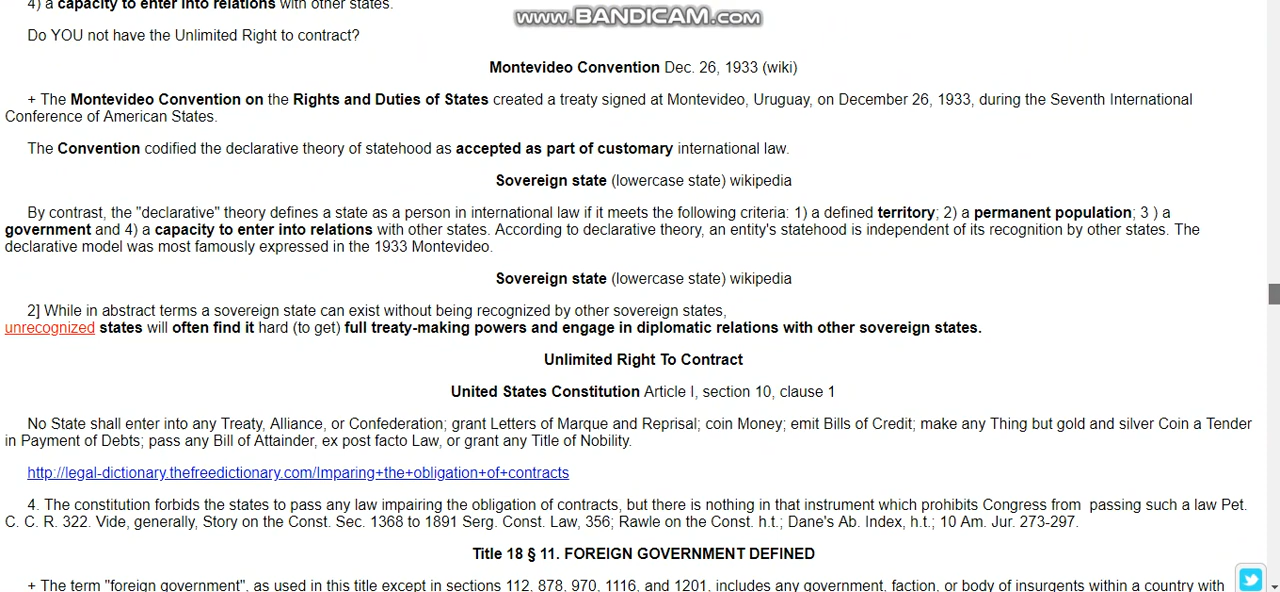 4) a capacity to enter into relations with other states.
www.BANDICAM.com
Do YOU not have the Unlimited Right to contract?
Montevideo Convention Dec. 26, 1933 (wiki)
+ The Montevideo Convention on the Rights and Duties of States created a treaty signed at Montevideo, Uruguay, on December 26, 1933, during the Seventh International
Conference of American States.
The Convention codified the declarative theory of statehood as accepted as part of customary international law.
Sovereign state (lowercase state) wikipedia
By contrast, the "declarative" theory defines a state as a person in international law if it meets the following criteria: 1) a defined territory; 2) a permanent population; 3 ) a
government and 4) a capacity to enter into relations with other states. According to declarative theory, an entity's statehood is independent of its recognition by other states. The
declarative model was most famously expressed in the 1933 Montevideo.
Sovereign state (lowercase state) wikipedia
2] While in abstract terms a sovereign state can exist without being recognized by other sovereign states,
unrecognized states will often find it hard (to get) full treaty-making powers and engage in diplomatic relations with other sovereign states.
Unlimited Right To Contract
United States Constitution Article I, section 10, clause 1
No State shall enter into any Treaty, Alliance, or Confederation; grant Letters of Marque and Reprisal; coin Money; emit Bills of Credit; make any Thing but gold and silver Coin a Tender
in Payment of Debts; pass any Bill of Attainder, ex post facto Law, or grant any Title of Nobility.
http://legal-dictionary.thefreedictionary.com/Imparing+the+obligation+of+contracts
4. The constitution forbids the states to pass any law impairing the obligation of contracts, but there is nothing in that instrument which prohibits Congress from passing such a law Pet.
C. C. R. 322. Vide, generally, Story on the Const. Sec. 1368 to 1891 Serg. Const. Law, 356; Rawle on the Const. h.t.; Dane's Ab. Index, h.t.; 10 Am. Jur. 273-297.
Title 18 § 11. FOREIGN GOVERNMENT DEFINED
+ The term "foreign government", as used in this title except in sections 112, 878, 970, 1116, and 1201, includes any government, faction, or body of insurgents within a country with